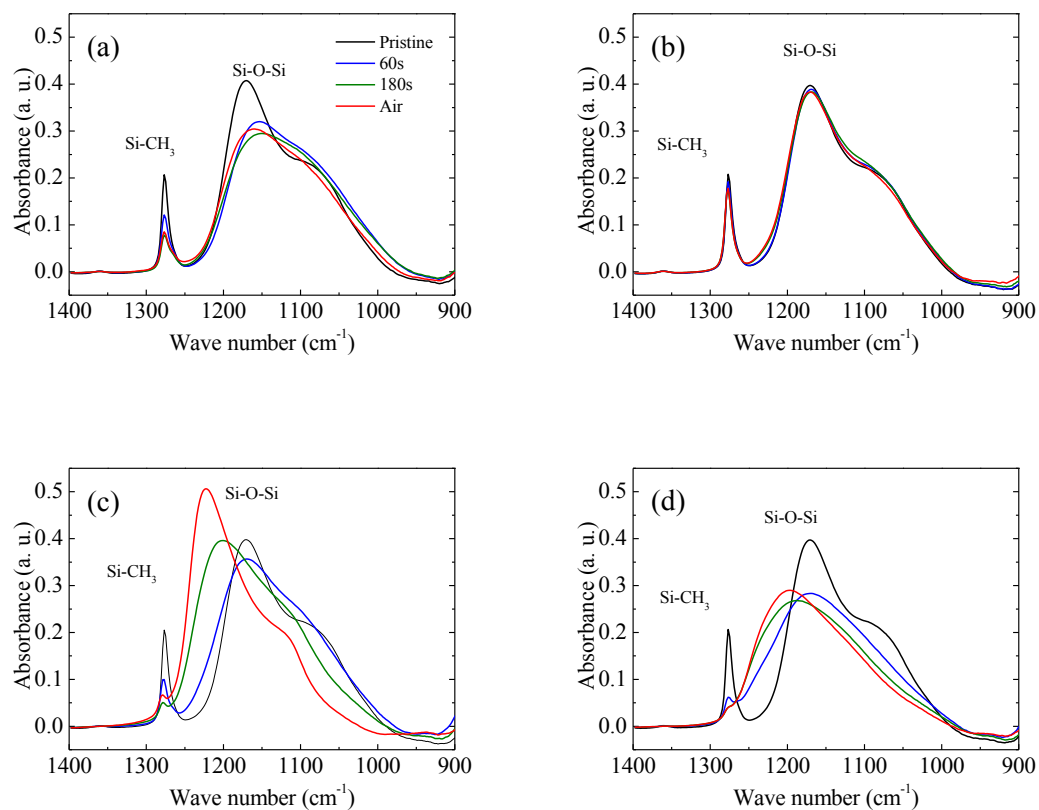 (a)
Pristine
60s
180s
Air
Si-O-Si
Si-CH₃
Absorbance (a. u.)
0.5
0.4
0.3
0.2
0.1
0.0
1400 1300 1200 1100 1000 900
Wave number (cm⁻¹)
(b)
Si-O-Si
Si-CH₃
Absorbance (a. u.)
0.5
0.4
0.3
0.2
0.1
0.0
1400 1300 1200 1100 1000 900
Wave number (cm⁻¹)
(c)
Si-O-Si
Si-CH₃
Absorbance (a. u.)
0.5
0.4
0.3
0.2
0.1
0.0
1400 1300 1200 1100 1000 900
Wave number (cm⁻¹)
(d)
Si-O-Si
Si-CH₃
Absorbance (a. u.)
0.5
0.4
0.3
0.2
0.1
0.0
1400 1300 1200 1100 1000 900
Wave number (cm⁻¹)